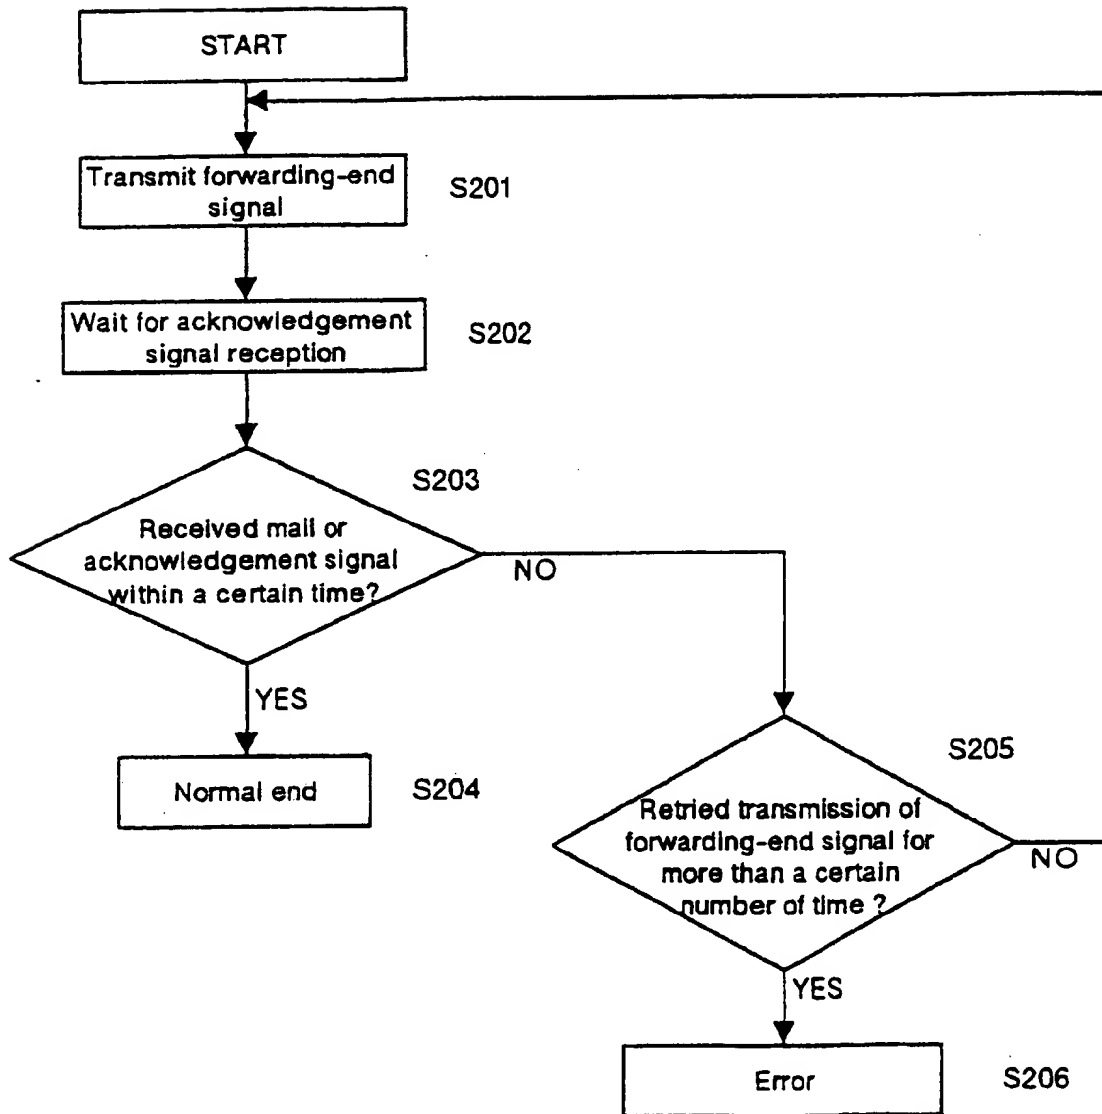 START
Transmit forwarding-end
signal
S201
Wait for acknowledgement
signal reception
S202
S203
Received mail or
acknowledgement signal
within a certain time?
NO
YES
Normal end
S204
S205
Retried transmission of
forwarding-end signal for
more than a certain
number of time ?
NO
YES
Error
S206